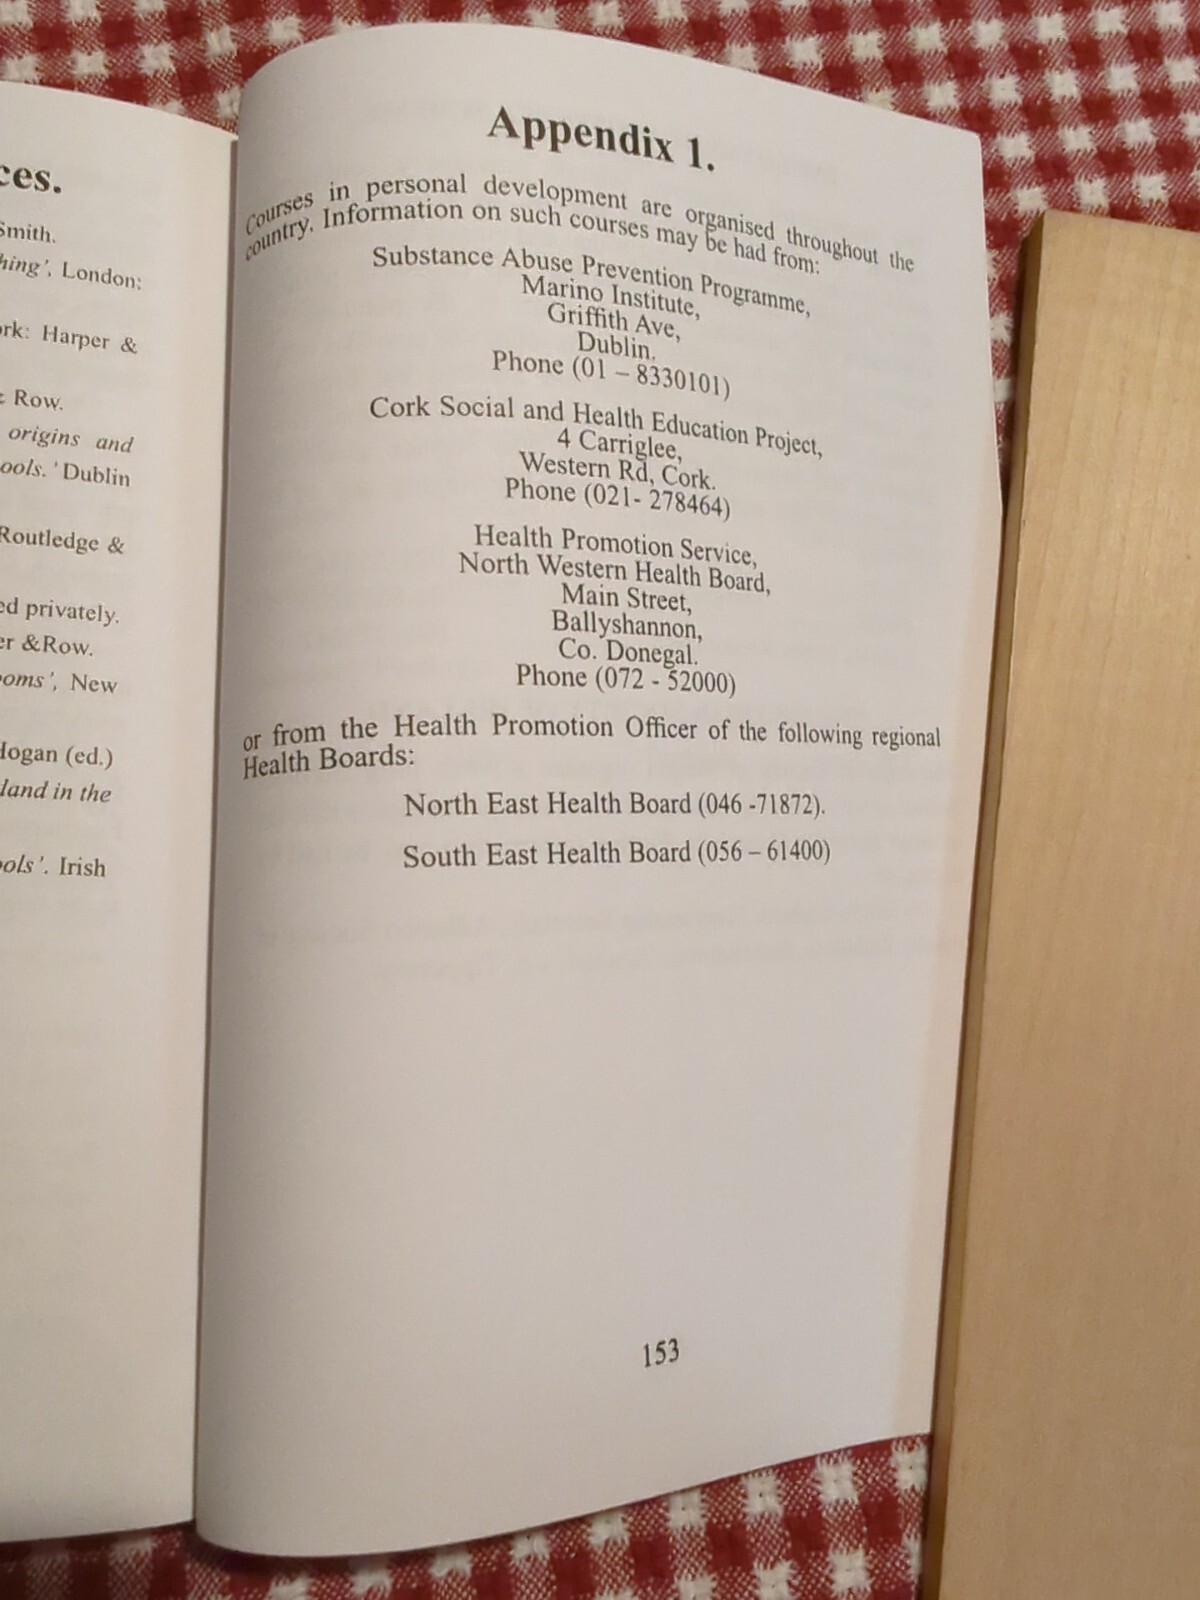 ces.
Smith.
hing', London:
ork: Harper &
& Row.
origins and
ools.' Dublin
Routledge &
ed privately.
er &Row.
ooms', New
Hogan (ed.)
land in the
ools'. Irish
Appendix 1.
Courses in personal development are organised throughout the
country. Information on such courses may be had from:
Substance Abuse Prevention Programme,
Marino Institute,
Griffith Ave,
Dublin.
Phone (01 – 8330101)
Cork Social and Health Education Project,
4 Carriglee,
Western Rd, Cork.
Phone (021- 278464)
Health Promotion Service,
North Western Health Board,
Main Street,
Ballyshannon,
Co. Donegal.
Phone (072 - 52000)
or from the Health Promotion Officer of the following regional
Health Boards:
North East Health Board (046 -71872).
South East Health Board (056 – 61400)
153